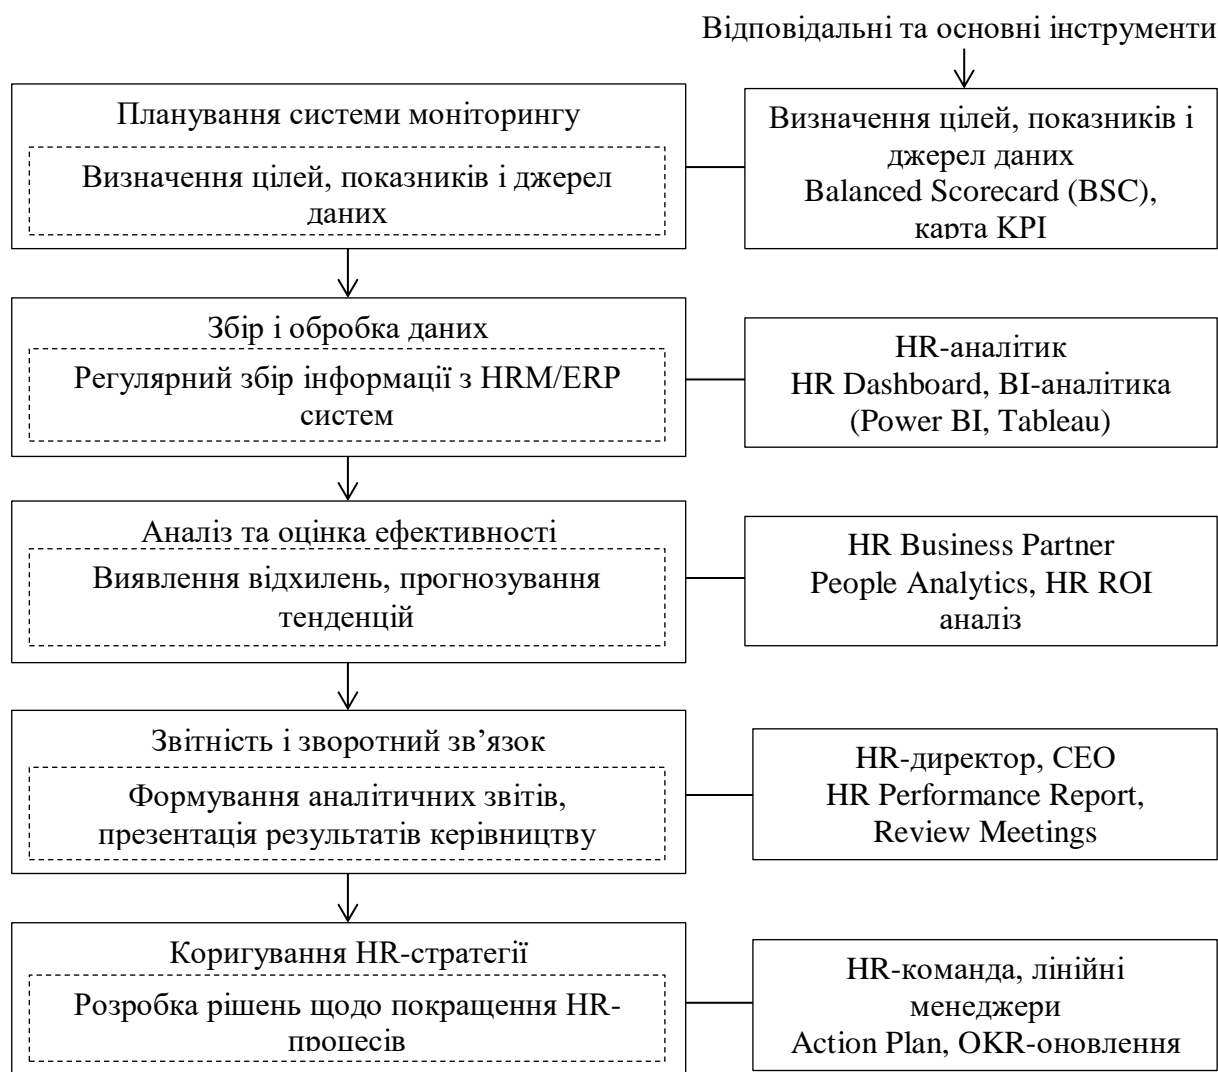 Відповідальні та основні інструменти
Планування системи моніторингу
Визначення цілей, показників і джерел
даних
Визначення цілей, показників і
джерел даних
Balanced Scorecard (BSC),
карта KPI
Збір і обробка даних
Регулярний збір інформації з HRM/ERP
систем
HR-аналітик
HR Dashboard, BI-аналітика
(Power BI, Tableau)
Аналіз та оцінка ефективності
Виявлення відхилень, прогнозування
тенденцій
HR Business Partner
People Analytics, HR ROI
аналіз
Звітність і зворотний зв’язок
Формування аналітичних звітів,
презентація результатів керівництву
HR-директор, CEO
HR Performance Report,
Review Meetings
Коригування HR-стратегії
Розробка рішень щодо покращення HR-
процесів
HR-команда, лінійні
менеджери
Action Plan, OKR-оновлення